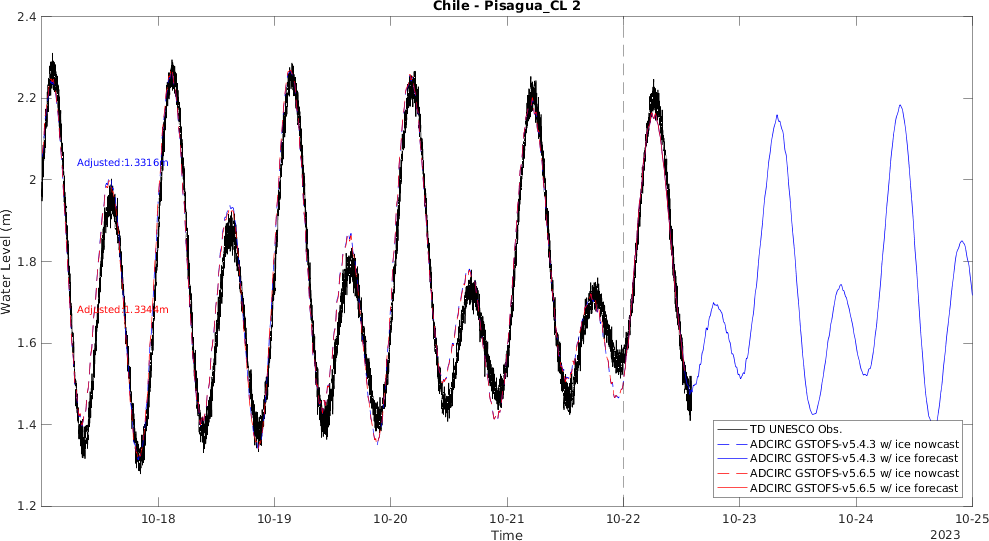 Chile - Pisagua_CL 2
Water Level (m)
2.4
2.2
2
1.8
1.6
1.4
1.2
Adjusted:1.3316m
Adjusted:1.3344m
TD UNESCO Obs.
ADCIRC GSTOFS-v5.4.3 w/ ice nowcast
ADCIRC GSTOFS-v5.4.3 w/ ice forecast
ADCIRC GSTOFS-v5.6.5 w/ ice nowcast
ADCIRC GSTOFS-v5.6.5 w/ ice forecast
10-18 10-19 10-20 10-21 10-22 10-23 10-24 10-25
Time
2023